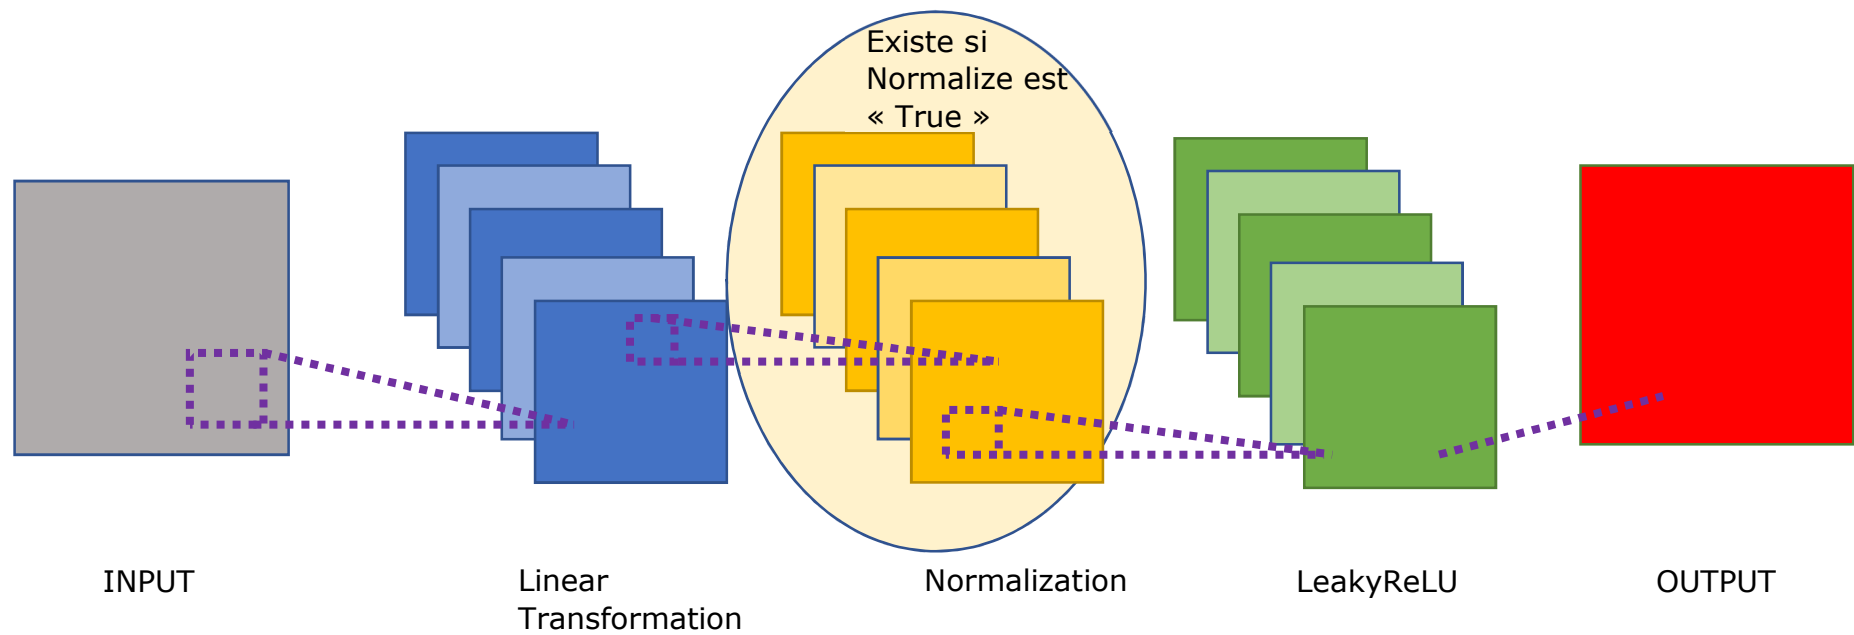 Existe si
Normalize est
« True »
INPUT
Linear
Transformation
Normalization
LeakyReLU
OUTPUT